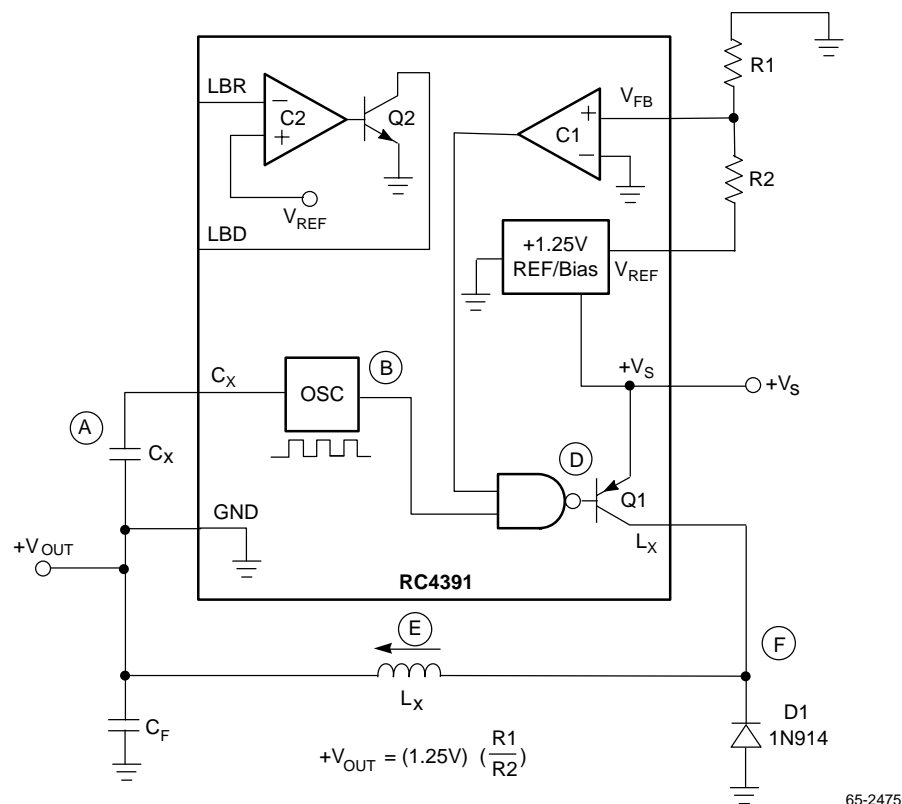 R1
LBR
C2
−
+
Q2
VREF
LBD
VFB
C1
+
−
R2
+1.25V
REF/Bias
VREF
+VS
+VS
CX
B
OSC
A
CX
D
Q1
LX
GND
+VOUT
RC4391
E
F
LX
CF
D1
1N914
+VOUT = (1.25V) (R1/R2)
65-2475